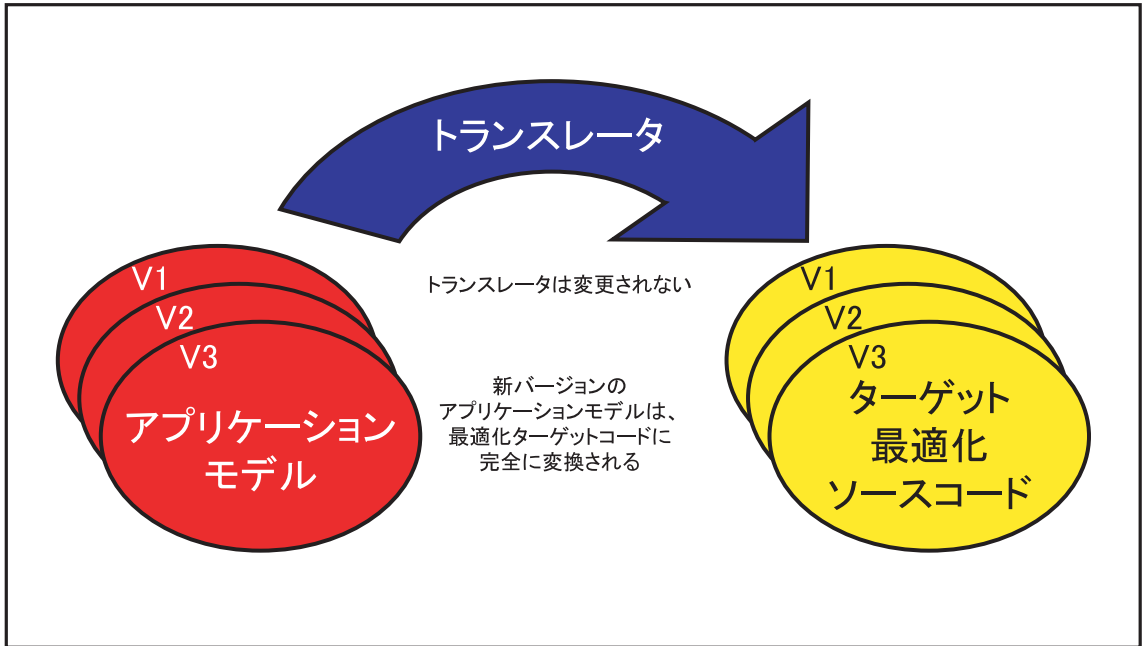 トランスレータ
トランスレータは変更されない
V1
V2
V3
アプリケーション
モデル
新バージョンの
アプリケーションモデルは、
最適化ターゲットコードに
完全に変換される
V1
V2
V3
ターゲット
最適化
ソースコード